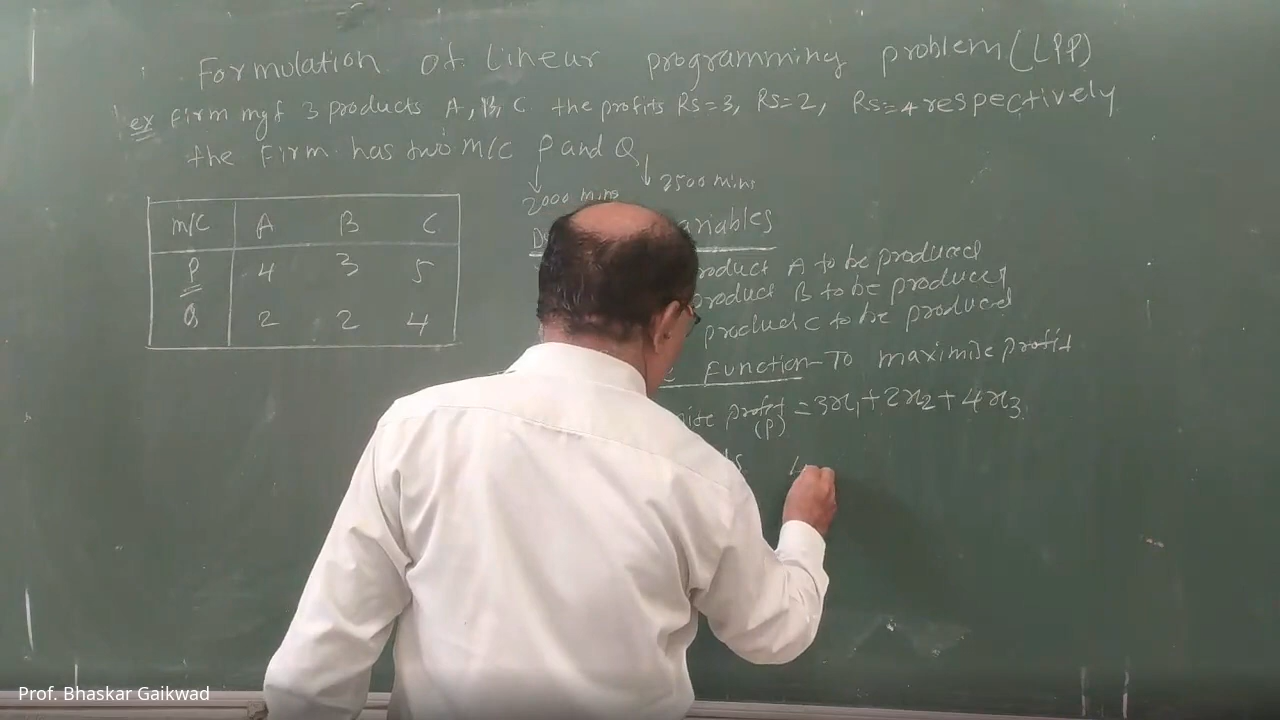 Formulation of Linear programming problem (LPP)
ex Firm mgf 3 products A, B, C. the profits Rs=3, Rs=2, Rs=4 respectively
the Firm has two M/C P and Q
2000 mins 2500 mins
M/C A B C
P 4 3 5
Q 2 2 4
product A to be produced
product B to be produced
product C to be produced
Function - To maximise profit
profit = 3x1 + 2x2 + 4x3
(P)
Prof. Bhaskar Gaikwad